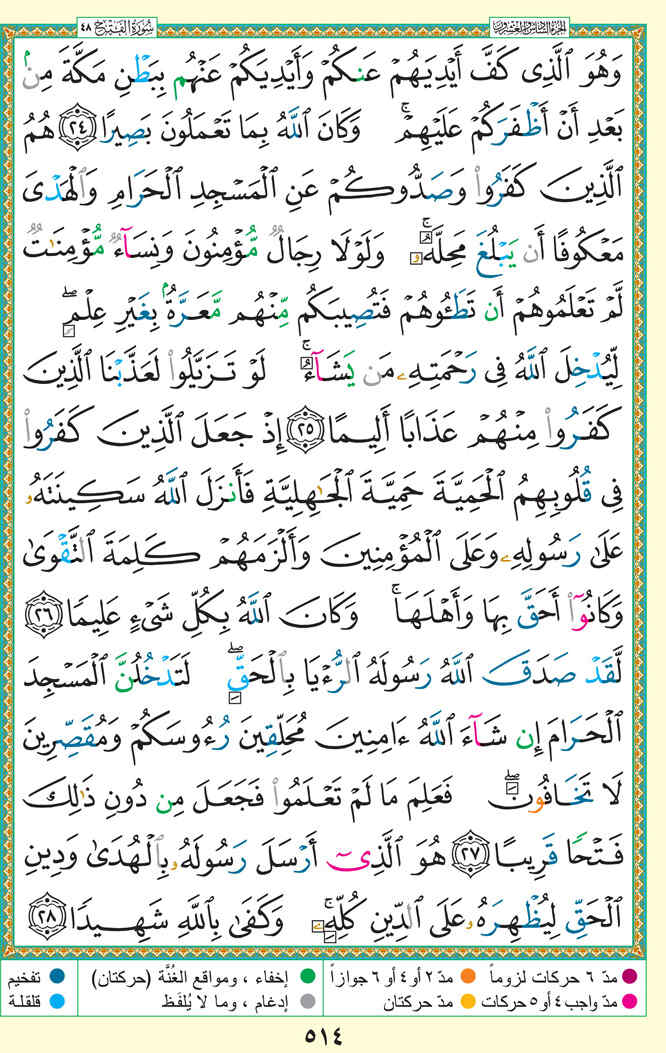 الجزء السادس والعشرون
سُورَةُ الفَتْح ٤٨
وَهُوَ ٱلَّذِى كَفَّ أَيْدِيَهُمْ عَنكُمْ وَأَيْدِيَكُمْ عَنْهُم بِبَطْنِ مَكَّةَ مِنۢ
بَعْدِ أَنْ أَظْفَرَكُمْ عَلَيْهِمْ ۚ وَكَانَ ٱللَّهُ بِمَا تَعْمَلُونَ بَصِيرًا ٢٤ هُمُ
ٱلَّذِينَ كَفَرُوا۟ وَصَدُّوكُمْ عَنِ ٱلْمَسْجِدِ ٱلْحَرَامِ وَٱلْهَدْىَ
مَعْكُوفًا أَن يَبْلُغَ مَحِلَّهُۥ ۚ وَلَوْلَا رِجَالٌ مُّؤْمِنُونَ وَنِسَآءٌ مُّؤْمِنَـٰتٌ
لَّمْ تَعْلَمُوهُمْ أَن تَطَـُٔوهُمْ فَتُصِيبَكُم مِّنْهُم مَّعَرَّةٌۢ بِغَيْرِ عِلْمٍ ۖ
لِّيُدْخِلَ ٱللَّهُ فِى رَحْمَتِهِۦ مَن يَشَآءُ ۚ لَوْ تَزَيَّلُوا۟ لَعَذَّبْنَا ٱلَّذِينَ
كَفَرُوا۟ مِنْهُمْ عَذَابًا أَلِيمًا ٢٥ إِذْ جَعَلَ ٱلَّذِينَ كَفَرُوا۟
فِى قُلُوبِهِمُ ٱلْحَمِيَّةَ حَمِيَّةَ ٱلْجَـٰهِلِيَّةِ فَأَنزَلَ ٱللَّهُ سَكِينَتَهُۥ
عَلَىٰ رَسُولِهِۦ وَعَلَى ٱلْمُؤْمِنِينَ وَأَلْزَمَهُمْ كَلِمَةَ ٱلتَّقْوَىٰ
وَكَانُوٓا۟ أَحَقَّ بِهَا وَأَهْلَهَا ۚ وَكَانَ ٱللَّهُ بِكُلِّ شَىْءٍ عَلِيمًا ٢٦
لَّقَدْ صَدَقَ ٱللَّهُ رَسُولَهُ ٱلرُّءْيَا بِٱلْحَقِّ ۖ لَتَدْخُلُنَّ ٱلْمَسْجِدَ
ٱلْحَرَامَ إِن شَآءَ ٱللَّهُ ءَامِنِينَ مُحَلِّقِينَ رُءُوسَكُمْ وَمُقَصِّرِينَ
لَا تَخَافُونَ ۖ فَعَلِمَ مَا لَمْ تَعْلَمُوا۟ فَجَعَلَ مِن دُونِ ذَٰلِكَ
فَتْحًا قَرِيبًا ٢٧ هُوَ ٱلَّذِىٓ أَرْسَلَ رَسُولَهُۥ بِٱلْهُدَىٰ وَدِينِ
ٱلْحَقِّ لِيُظْهِرَهُۥ عَلَى ٱلدِّينِ كُلِّهِۦ ۚ وَكَفَىٰ بِٱللَّهِ شَهِيدًا ٢٨
مدّ ٦ حركات لزوماً مدّ ٢ أو ٤ أو ٦ جوازاً إخفاء ، ومواقع الغُنَّة (حركتان) تفخيم
مدّ واجب ٤ أو ٥ حركات مدّ حركتان إدغام ، وما لا يُلفَظ قلقلة
٥١٤